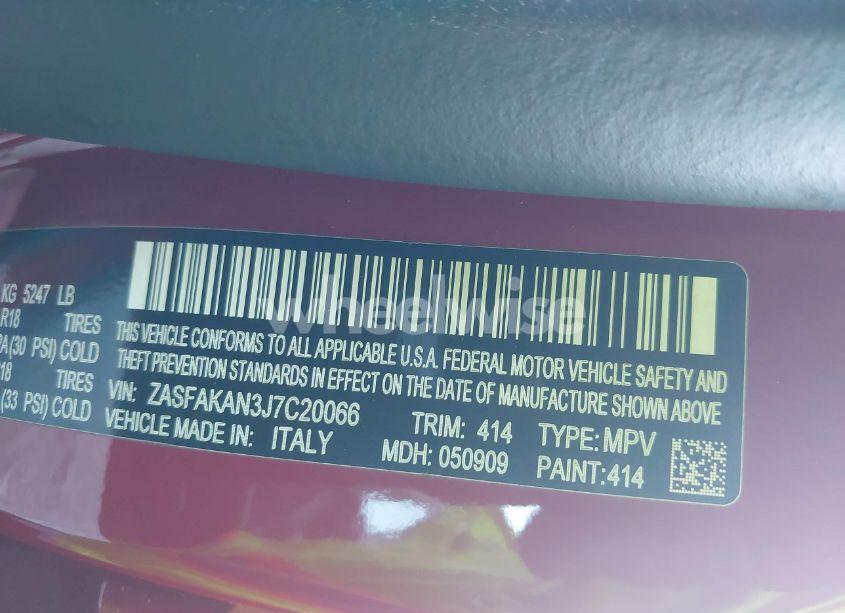 KG 5247 LB
R18 TIRES
PA(30 PSI) COLD
R18 TIRES
(33 PSI) COLD
THIS VEHICLE CONFORMS TO ALL APPLICABLE U.S.A. FEDERAL MOTOR VEHICLE SAFETY AND
THEFT PREVENTION STANDARDS IN EFFECT ON THE DATE OF MANUFACTURE SHOWN ABOVE
VIN: ZASFAKAN3J7C20066 TRIM: 414 TYPE: MPV
VEHICLE MADE IN: ITALY MDH: 050909 PAINT:414
wheelwise